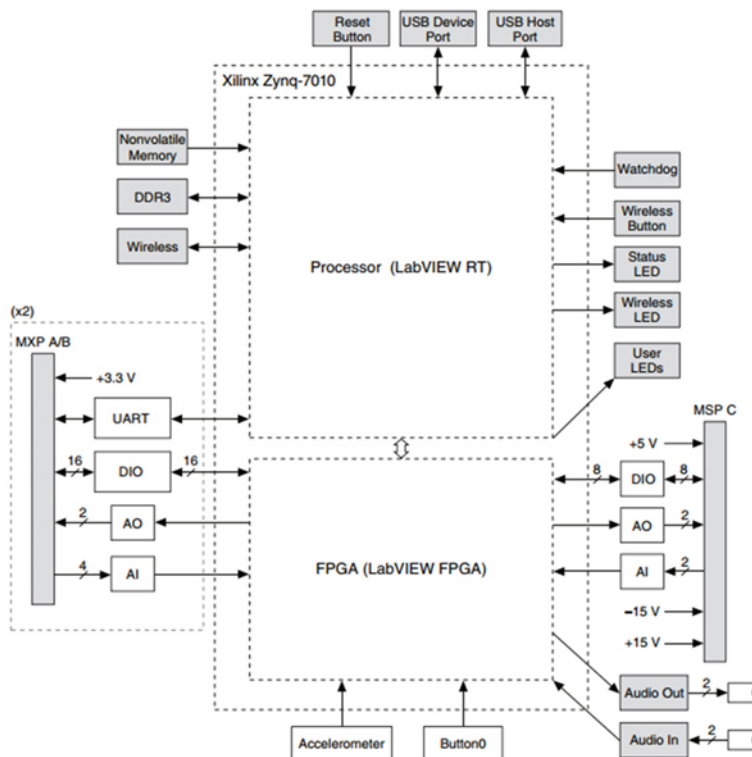 Reset
Button
USB Device
Port
USB Host
Port
Xilinx Zynq-7010
Nonvolatile
Memory
DDR3
Wireless
Processor (LabVIEW RT)
Watchdog
Wireless
Button
Status
LED
Wireless
LED
User
LEDs
(x2)
MXP A/B
+3.3 V
UART
16
DIO
16
2
AO
4
AI
FPGA (LabVIEW FPGA)
MSP C
+5 V
8
DIO
8
AO
2
AI
2
–15 V
+15 V
Audio Out
2
Audio In
2
Accelerometer
Button0